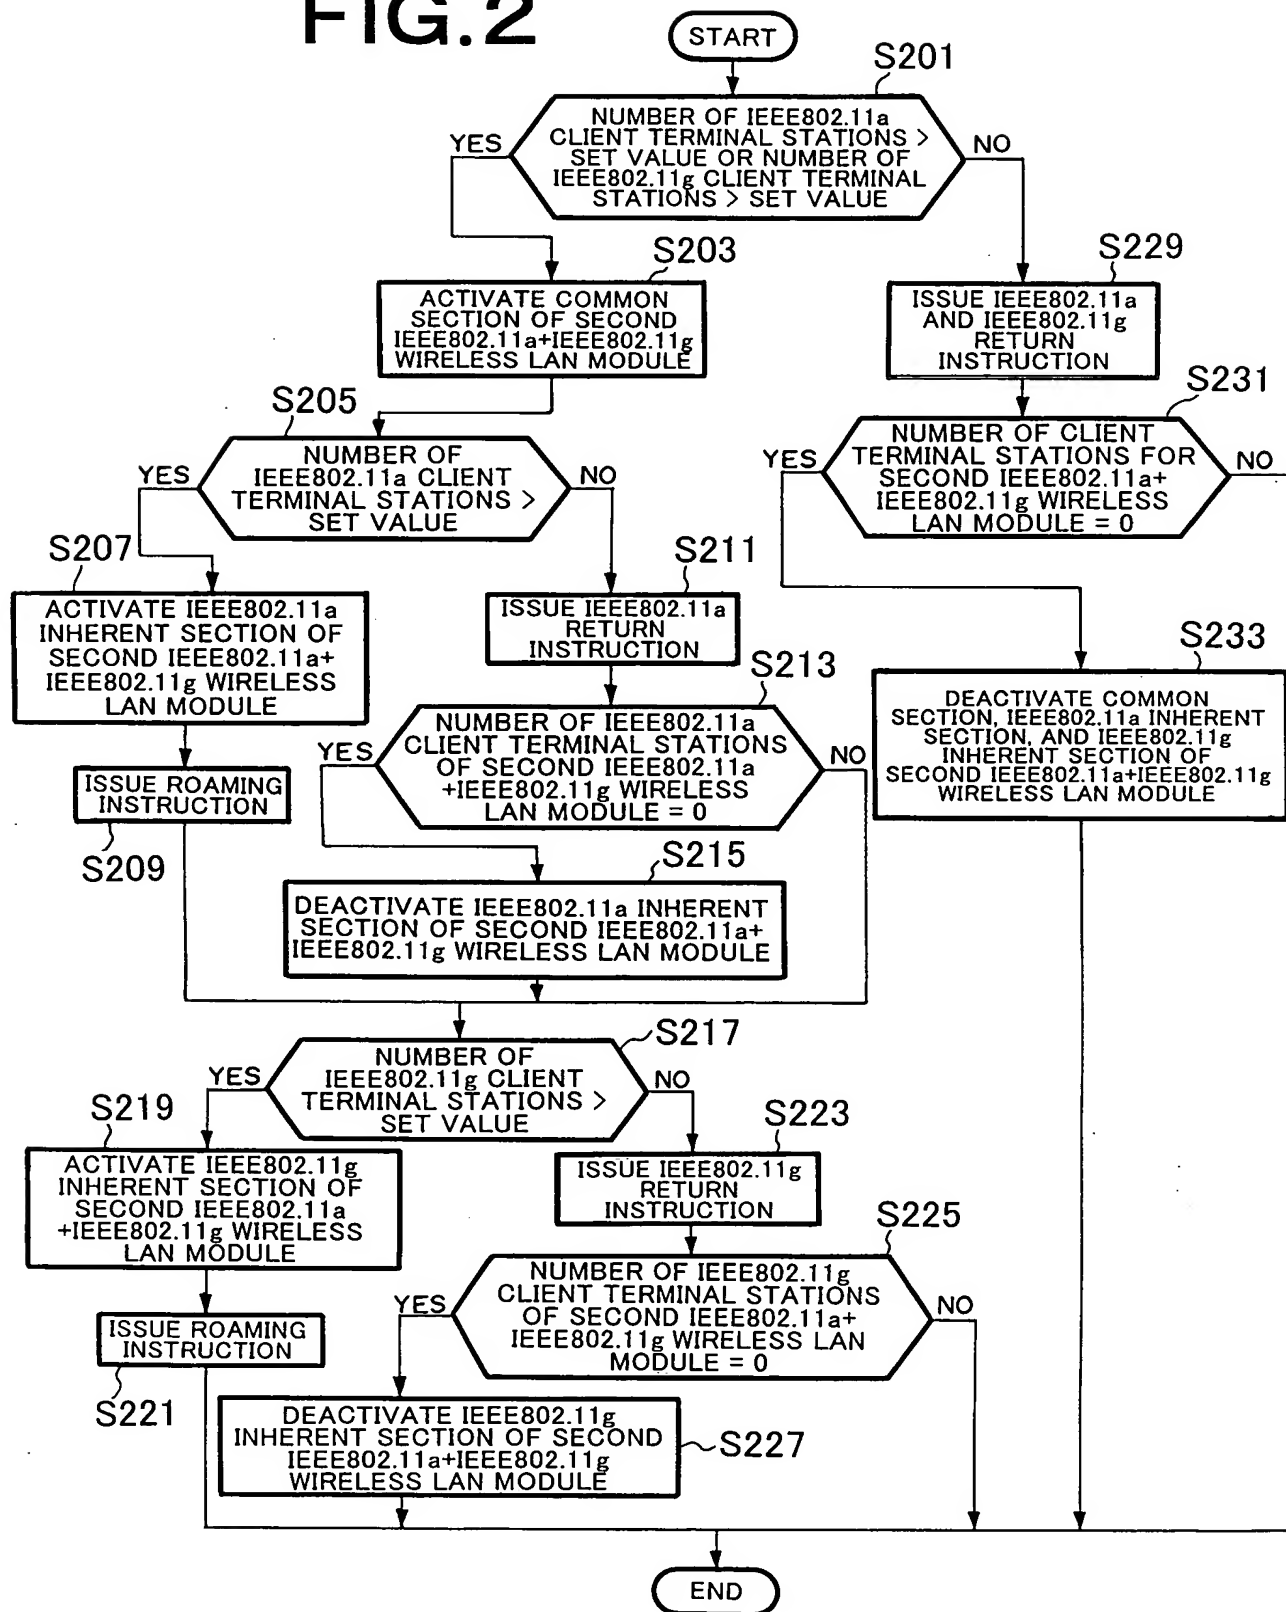 FIG.2
START
S201
NUMBER OF IEEE802.11a
CLIENT TERMINAL STATIONS >
SET VALUE OR NUMBER OF
IEEE802.11g CLIENT TERMINAL
STATIONS > SET VALUE
YES
NO
S203
ACTIVATE COMMON
SECTION OF SECOND
IEEE802.11a+IEEE802.11g
WIRELESS LAN MODULE
S229
ISSUE IEEE802.11a
AND IEEE802.11g
RETURN
INSTRUCTION
S205
NUMBER OF
IEEE802.11a CLIENT
TERMINAL STATIONS >
SET VALUE
YES
NO
S231
NUMBER OF CLIENT
TERMINAL STATIONS FOR
SECOND IEEE802.11a+
IEEE802.11g WIRELESS
LAN MODULE = 0
YES
NO
S207
ACTIVATE IEEE802.11a
INHERENT SECTION OF
SECOND IEEE802.11a+
IEEE802.11g WIRELESS
LAN MODULE
S211
ISSUE IEEE802.11a
RETURN
INSTRUCTION
S233
DEACTIVATE COMMON
SECTION, IEEE802.11a INHERENT
SECTION, AND IEEE802.11g
INHERENT SECTION OF
SECOND IEEE802.11a+IEEE802.11g
WIRELESS LAN MODULE
S213
NUMBER OF IEEE802.11a
CLIENT TERMINAL STATIONS
OF SECOND IEEE802.11a
+IEEE802.11g WIRELESS
LAN MODULE = 0
YES
NO
ISSUE ROAMING
INSTRUCTION
S209
S215
DEACTIVATE IEEE802.11a INHERENT
SECTION OF SECOND IEEE802.11a+
IEEE802.11g WIRELESS LAN MODULE
S217
NUMBER OF
IEEE802.11g CLIENT
TERMINAL STATIONS >
SET VALUE
YES
NO
S219
ACTIVATE IEEE802.11g
INHERENT SECTION OF
SECOND IEEE802.11a
+IEEE802.11g WIRELESS
LAN MODULE
S223
ISSUE IEEE802.11g
RETURN
INSTRUCTION
S225
NUMBER OF IEEE802.11g
CLIENT TERMINAL STATIONS
OF SECOND IEEE802.11a+
IEEE802.11g WIRELESS LAN
MODULE = 0
YES
NO
ISSUE ROAMING
INSTRUCTION
S221
DEACTIVATE IEEE802.11g
INHERENT SECTION OF SECOND
IEEE802.11a+IEEE802.11g
WIRELESS LAN MODULE
S227
END